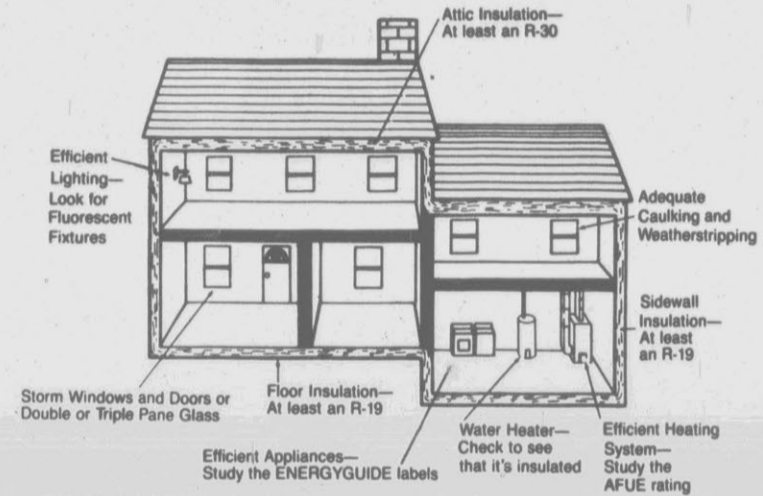 Attic Insulation—
At least an R-30
Efficient
Lighting—
Look for
Fluorescent
Fixtures
Adequate
Caulking and
Weatherstripping
Sidewall
Insulation—
At least
an R-19
Storm Windows and Doors or
Double or Triple Pane Glass
Floor Insulation—
At least an R-19
Efficient Appliances—
Study the ENERGYGUIDE labels
Water Heater—
Check to see
that it's insulated
Efficient Heating
System—
Study the
AFUE rating